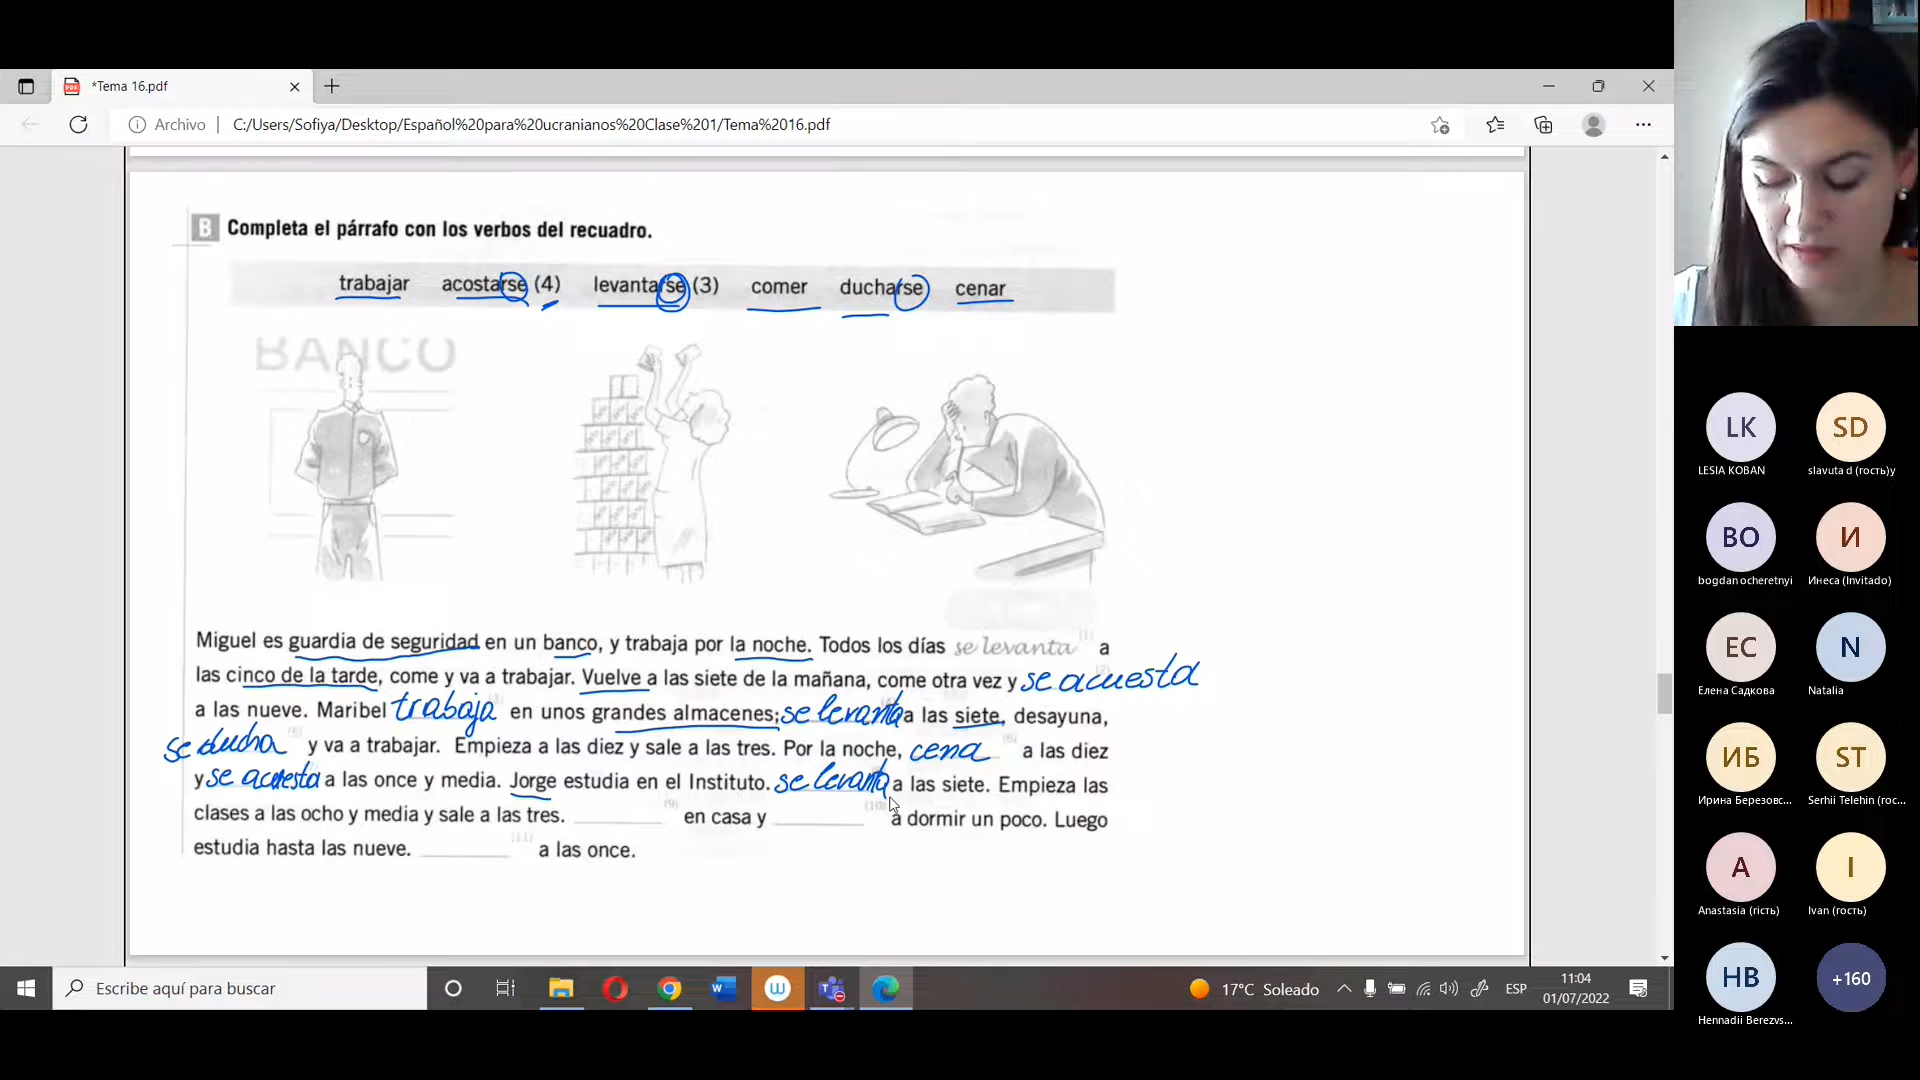 *Tema 16.pdf
Archivo | C:/Users/Sofiya/Desktop/Español%20para%20ucranianos%20Clase%201/Tema%2016.pdf
B Completa el párrafo con los verbos del recuadro.
trabajar acostarse (4) levantarse (3) comer ducharse cenar
BANCO
Miguel es guardia de seguridad en un banco, y trabaja por la noche. Todos los días se levanta (1) a
las cinco de la tarde, come y va a trabajar. Vuelve a las siete de la mañana, come otra vez y se acuesta
a las nueve. Maribel trabaja en unos grandes almacenes; se levanta a las siete, desayuna,
se ducha y va a trabajar. Empieza a las diez y sale a las tres. Por la noche, cena (6) a las diez
y se acuesta a las once y media. Jorge estudia en el Instituto. se levanta a las siete. Empieza las
clases a las ocho y media y sale a las tres. ________ (9) en casa y ________ (10) a dormir un poco. Luego
estudia hasta las nueve. ________ (11) a las once.
LK
LESIA KOBAN
SD
slavuta d (гость)y
BO
bogdan ocheretnyi
И
Инеса (Invitado)
EC
Елена Садкова
N
Natalia
ИБ
Ирина Березовс...
ST
Serhii Telehin (гос...
A
Anastasia (гість)
I
Ivan (гость)
HB
Hennadii Berezvs...
+160
Escribe aquí para buscar
17°C Soleado
ESP
11:04
01/07/2022